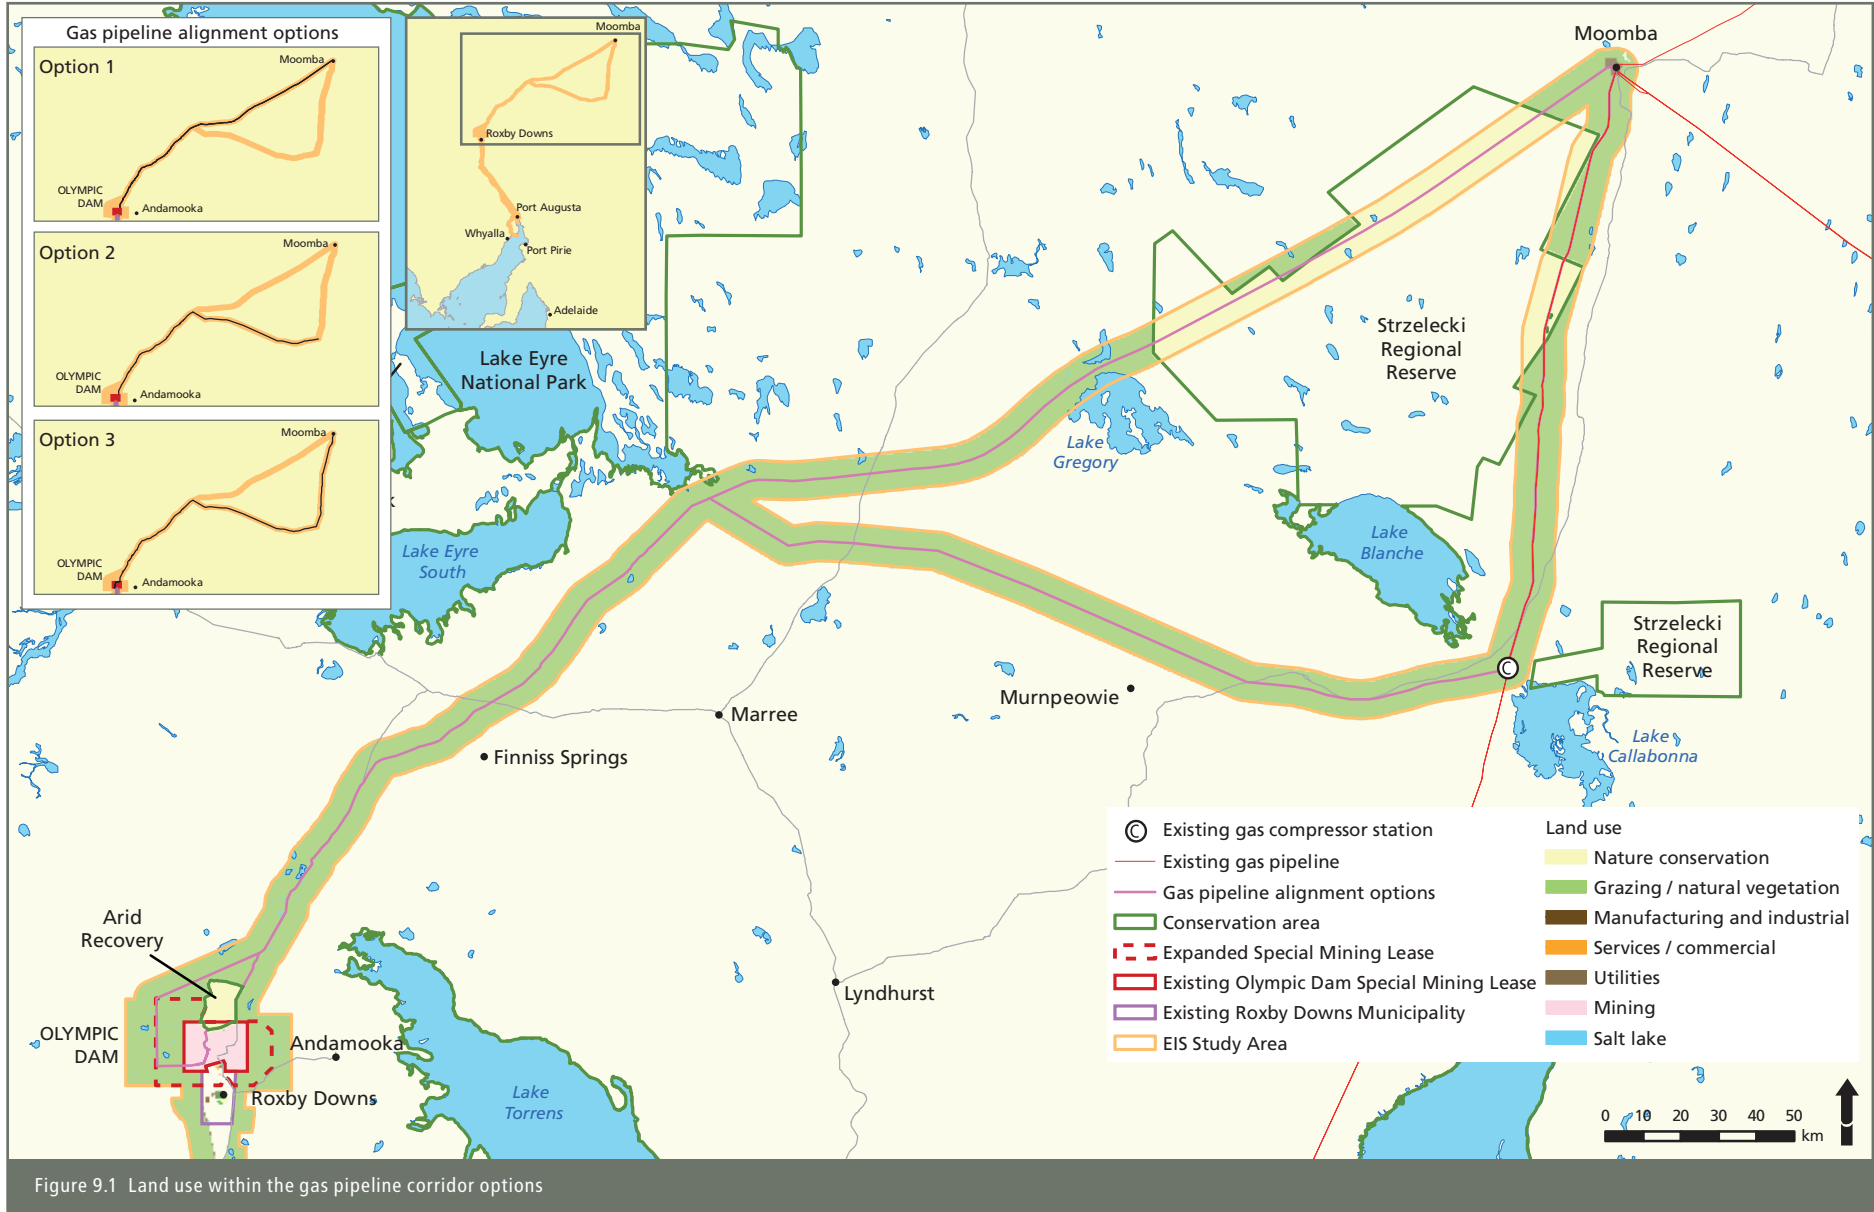 Gas pipeline alignment options
Option 1
Moomba
OLYMPIC
DAM
Andamooka
Option 2
Moomba
OLYMPIC
DAM
Andamooka
Option 3
Moomba
OLYMPIC
DAM
Andamooka
Moomba
Roxby Downs
Port Augusta
Whyalla
Port Pirie
Adelaide
Moomba
Lake Eyre
National Park
Strzelecki
Regional
Reserve
Lake
Gregory
k
Lake Eyre
South
Lake
Blanche
Strzelecki
Regional
Reserve
Murnpeowie
Marree
Finniss Springs
Lake
Callabonna
Arid
Recovery
OLYMPIC
DAM
Andamooka
Roxby Downs
Lake
Torrens
Lyndhurst
C
C Existing gas compressor station
Existing gas pipeline
Gas pipeline alignment options
Conservation area
Expanded Special Mining Lease
Existing Olympic Dam Special Mining Lease
Existing Roxby Downs Municipality
EIS Study Area
Land use
Nature conservation
Grazing / natural vegetation
Manufacturing and industrial
Services / commercial
Utilities
Mining
Salt lake
0 10 20 30 40 50
km
Figure 9.1 Land use within the gas pipeline corridor options